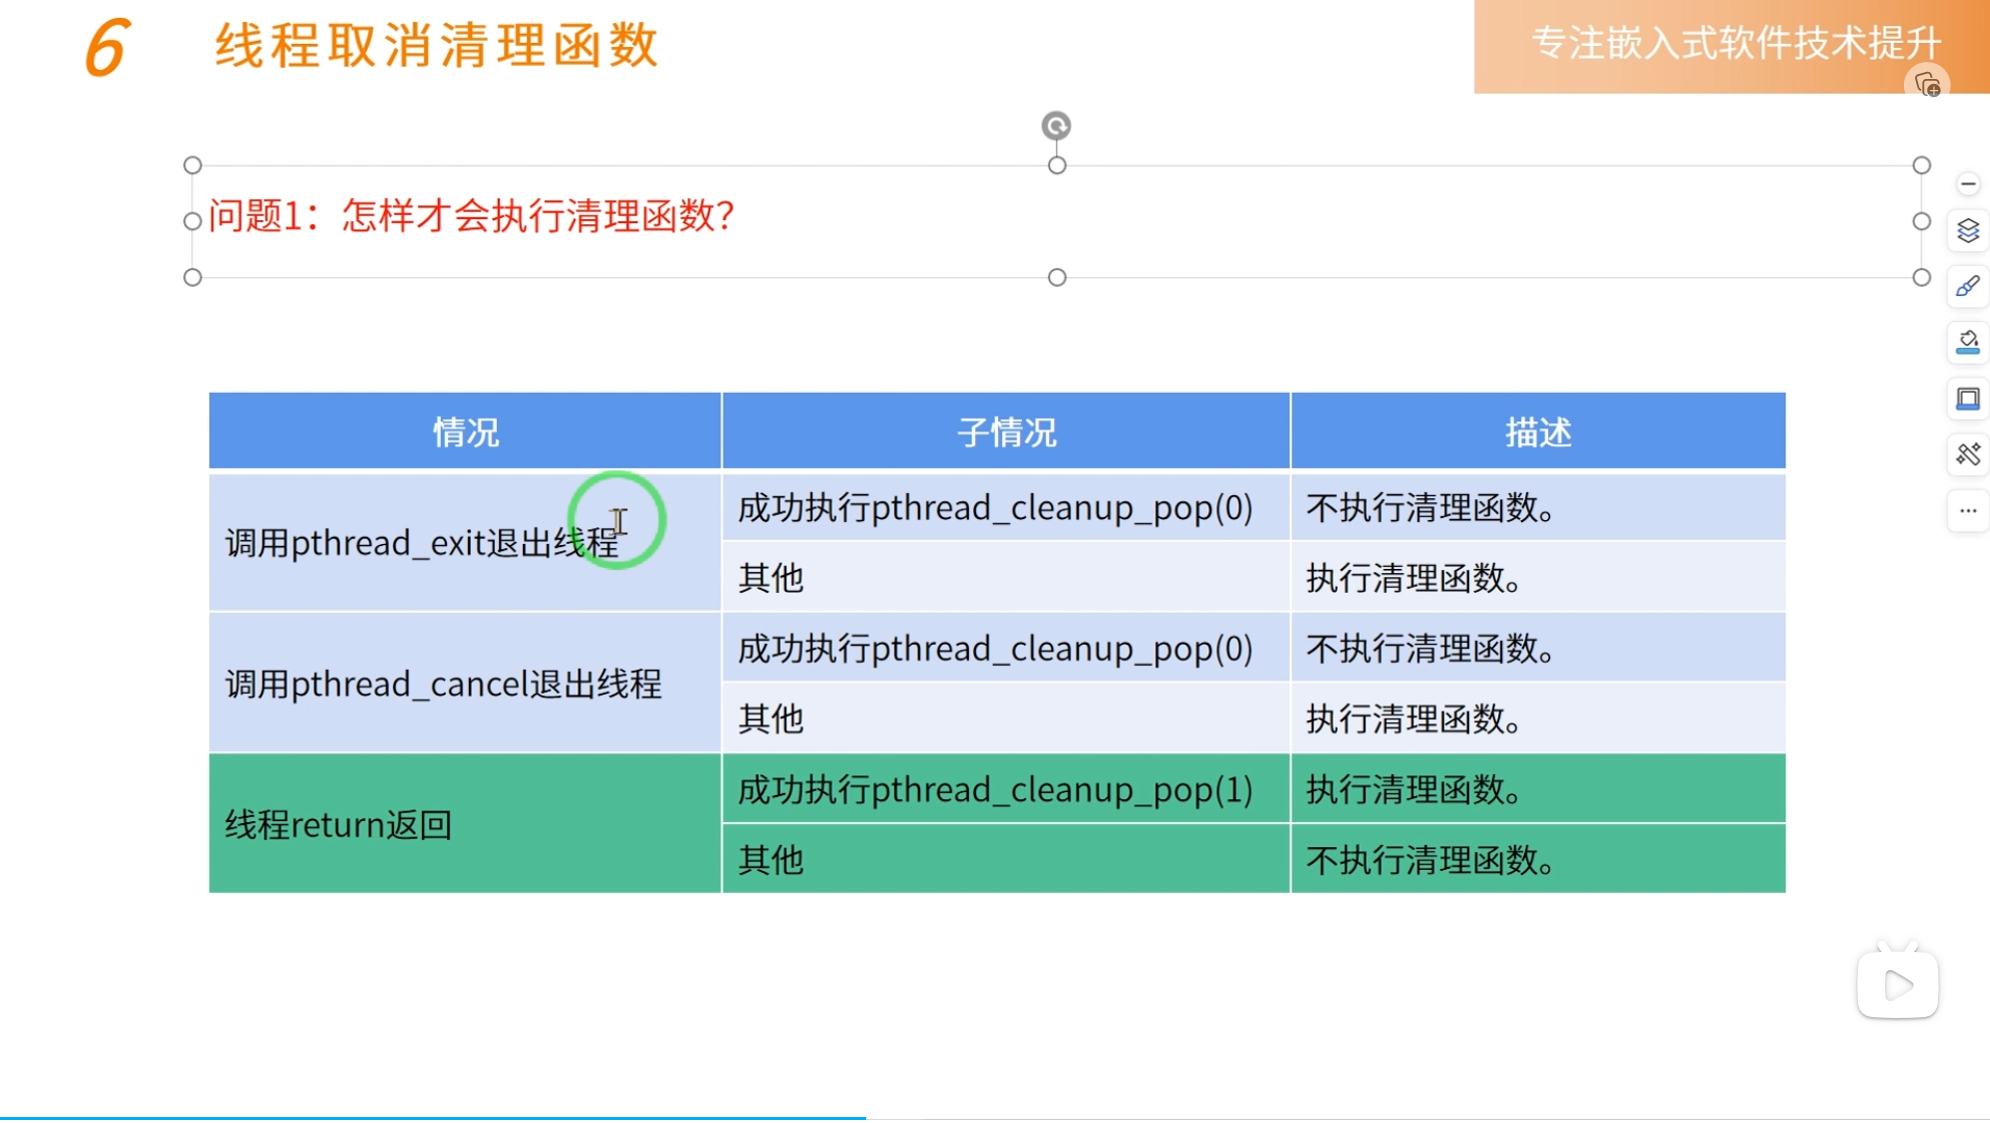 6 线程取消清理函数
专注嵌入式软件技术提升
问题1：怎样才会执行清理函数？
情况 子情况 描述
调用pthread_exit退出线程
成功执行pthread_cleanup_pop(0) 不执行清理函数。
其他 执行清理函数。
调用pthread_cancel退出线程
成功执行pthread_cleanup_pop(0) 不执行清理函数。
其他 执行清理函数。
线程return返回
成功执行pthread_cleanup_pop(1) 执行清理函数。
其他 不执行清理函数。